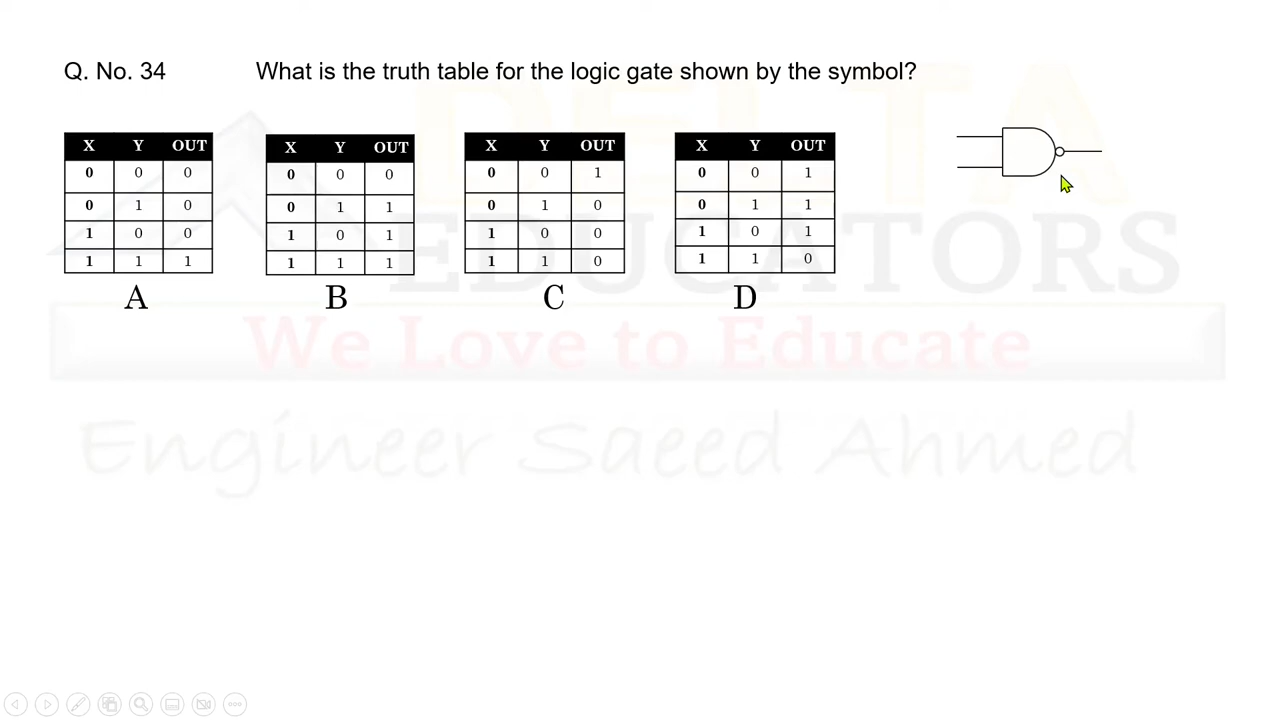 Q. No. 34 What is the truth table for the logic gate shown by the symbol?
X Y OUT
0 0 0
0 1 0
1 0 0
1 1 1
A
X Y OUT
0 0 0
0 1 1
1 0 1
1 1 1
B
X Y OUT
0 0 1
0 1 0
1 0 0
1 1 0
C
X Y OUT
0 0 1
0 1 1
1 0 1
1 1 0
D
DELTA
EDUCATORS
We Love to Educate
Engineer Saeed Ahmed